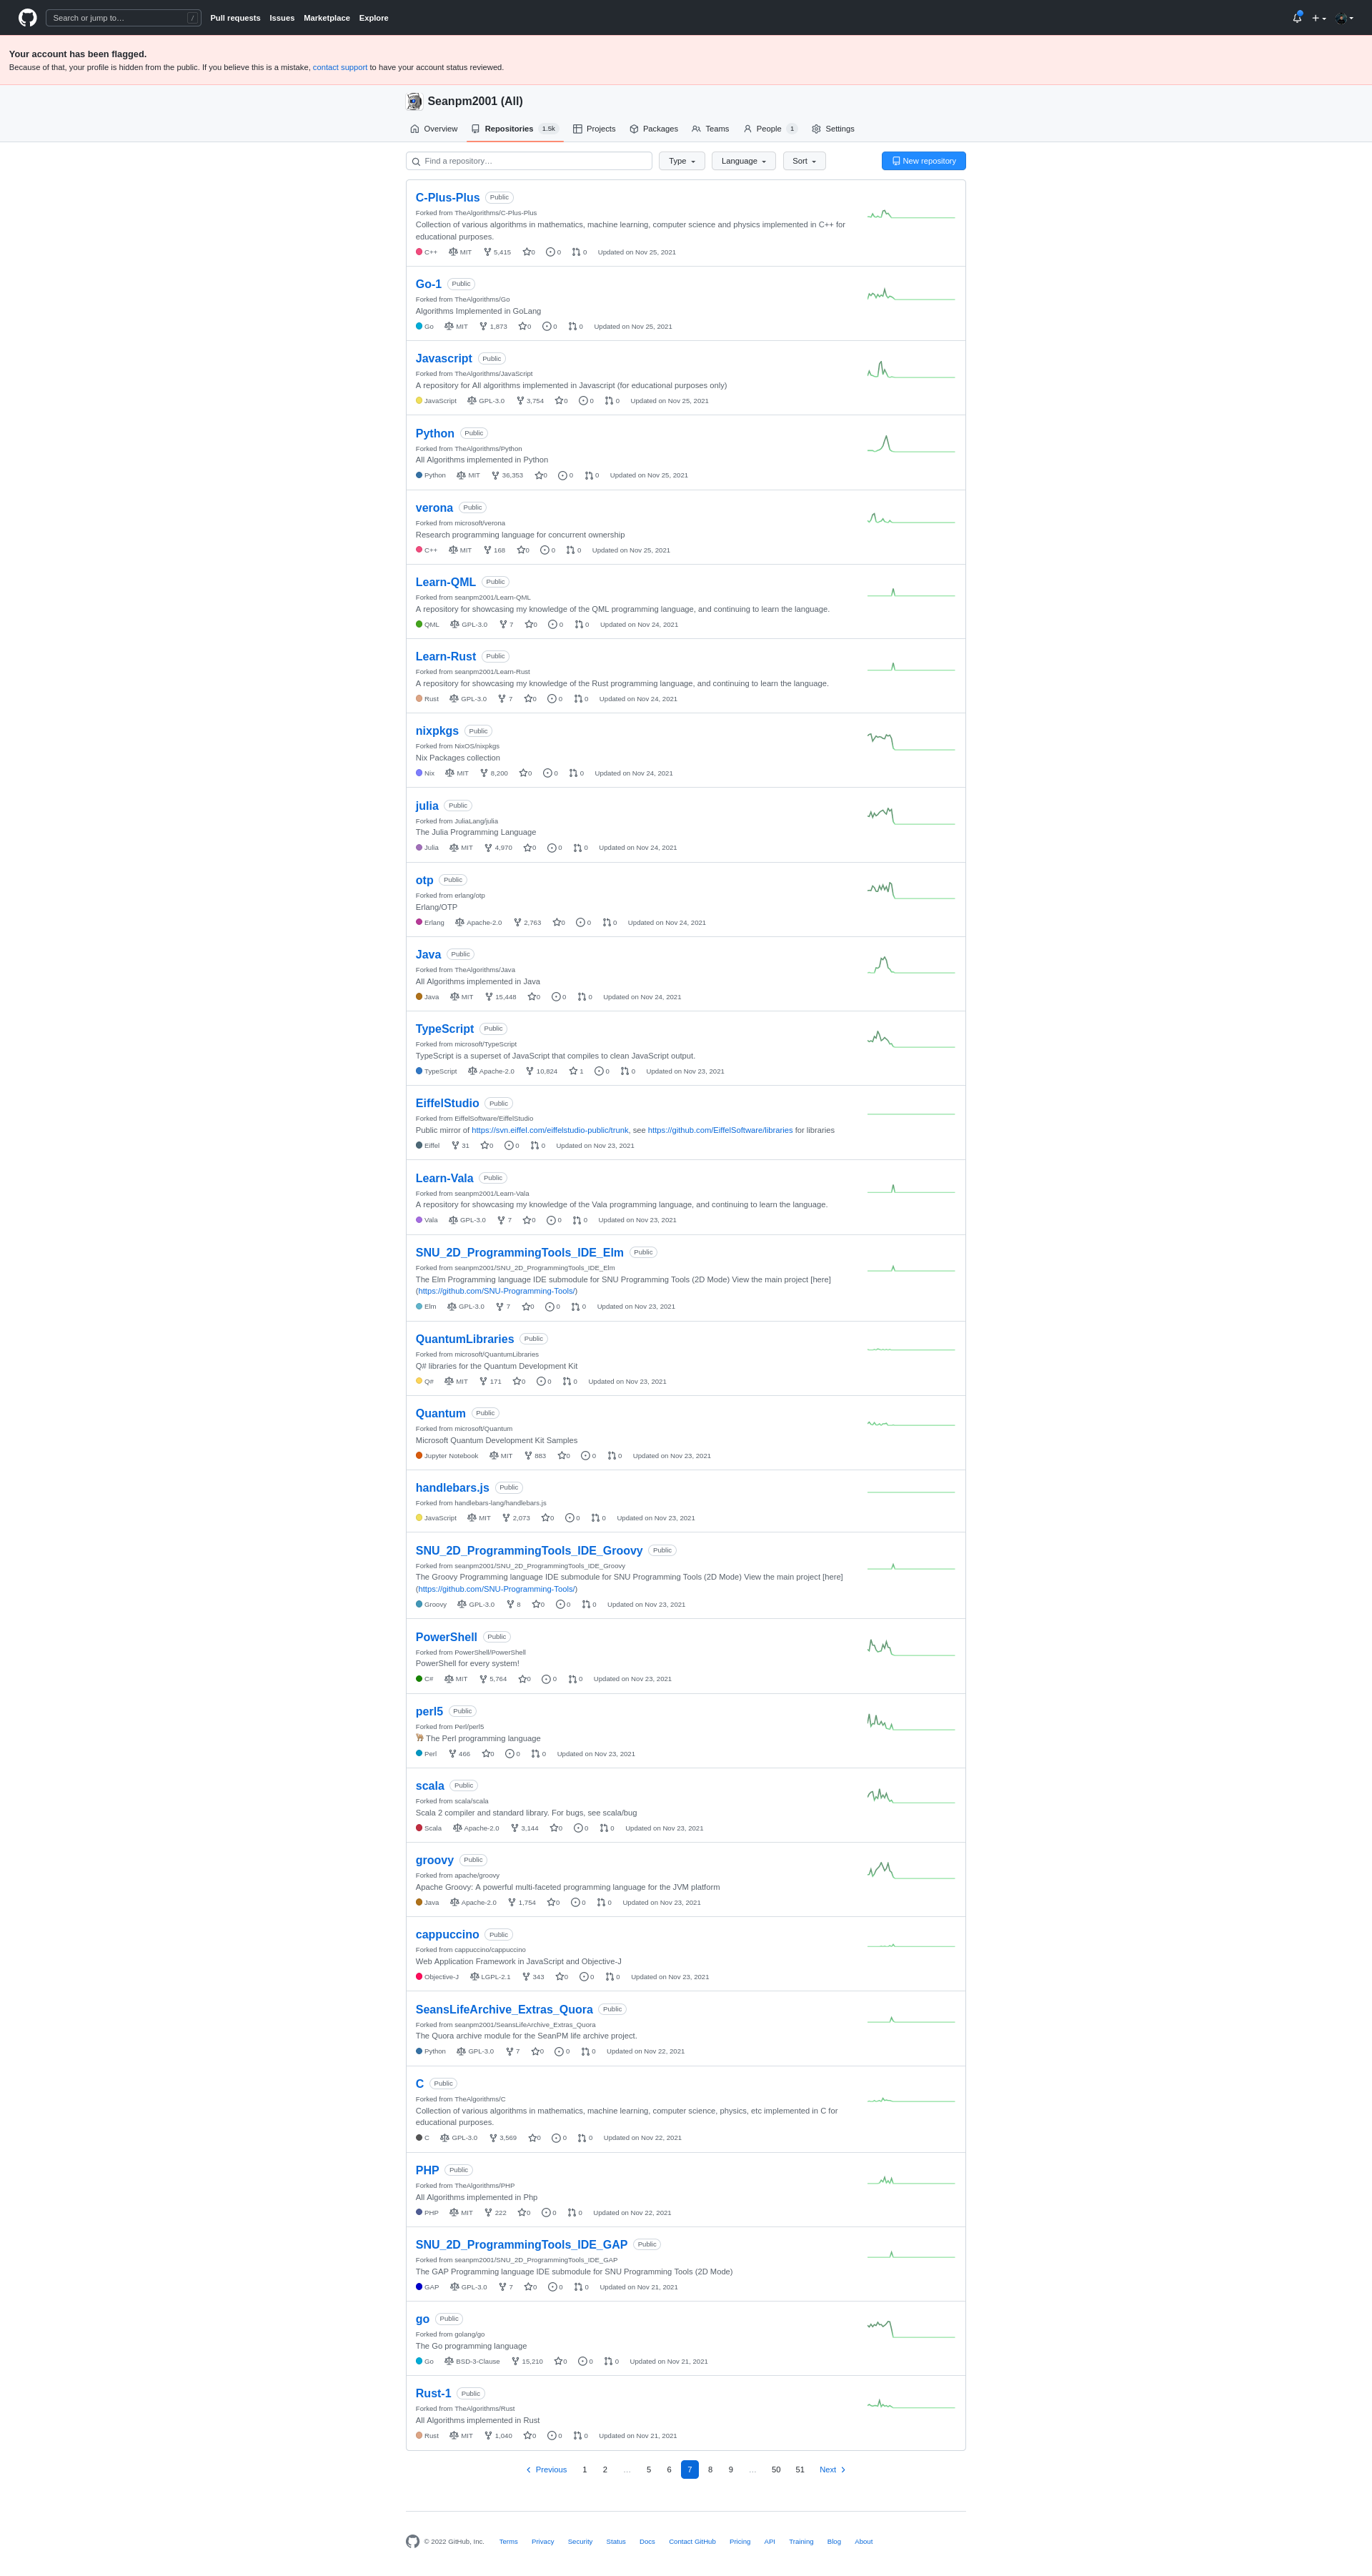 Search or jump to… /
Pull requests Issues Marketplace Explore
Your account has been flagged.
Because of that, your profile is hidden from the public. If you believe this is a mistake, contact support to have your account status reviewed.
Seanpm2001 (All)
Overview Repositories 1.5k Projects Packages Teams People 1 Settings
Find a repository… Type Language Sort New repository
C-Plus-Plus Public
Forked from TheAlgorithms/C-Plus-Plus
Collection of various algorithms in mathematics, machine learning, computer science and physics implemented in C++ for
educational purposes.
C++ MIT 5,415 0 0 0 Updated on Nov 25, 2021
Go-1 Public
Forked from TheAlgorithms/Go
Algorithms Implemented in GoLang
Go MIT 1,873 0 0 0 Updated on Nov 25, 2021
Javascript Public
Forked from TheAlgorithms/JavaScript
A repository for All algorithms implemented in Javascript (for educational purposes only)
JavaScript GPL-3.0 3,754 0 0 0 Updated on Nov 25, 2021
Python Public
Forked from TheAlgorithms/Python
All Algorithms implemented in Python
Python MIT 36,353 0 0 0 Updated on Nov 25, 2021
verona Public
Forked from microsoft/verona
Research programming language for concurrent ownership
C++ MIT 168 0 0 0 Updated on Nov 25, 2021
Learn-QML Public
Forked from seanpm2001/Learn-QML
A repository for showcasing my knowledge of the QML programming language, and continuing to learn the language.
QML GPL-3.0 7 0 0 0 Updated on Nov 24, 2021
Learn-Rust Public
Forked from seanpm2001/Learn-Rust
A repository for showcasing my knowledge of the Rust programming language, and continuing to learn the language.
Rust GPL-3.0 7 0 0 0 Updated on Nov 24, 2021
nixpkgs Public
Forked from NixOS/nixpkgs
Nix Packages collection
Nix MIT 8,200 0 0 0 Updated on Nov 24, 2021
julia Public
Forked from JuliaLang/julia
The Julia Programming Language
Julia MIT 4,970 0 0 0 Updated on Nov 24, 2021
otp Public
Forked from erlang/otp
Erlang/OTP
Erlang Apache-2.0 2,763 0 0 0 Updated on Nov 24, 2021
Java Public
Forked from TheAlgorithms/Java
All Algorithms implemented in Java
Java MIT 15,448 0 0 0 Updated on Nov 24, 2021
TypeScript Public
Forked from microsoft/TypeScript
TypeScript is a superset of JavaScript that compiles to clean JavaScript output.
TypeScript Apache-2.0 10,824 1 0 0 Updated on Nov 23, 2021
EiffelStudio Public
Forked from EiffelSoftware/EiffelStudio
Public mirror of https://svn.eiffel.com/eiffelstudio-public/trunk, see https://github.com/EiffelSoftware/libraries for libraries
Eiffel 31 0 0 0 Updated on Nov 23, 2021
Learn-Vala Public
Forked from seanpm2001/Learn-Vala
A repository for showcasing my knowledge of the Vala programming language, and continuing to learn the language.
Vala GPL-3.0 7 0 0 0 Updated on Nov 23, 2021
SNU_2D_ProgrammingTools_IDE_Elm Public
Forked from seanpm2001/SNU_2D_ProgrammingTools_IDE_Elm
The Elm Programming language IDE submodule for SNU Programming Tools (2D Mode) View the main project [here]
(https://github.com/SNU-Programming-Tools/)
Elm GPL-3.0 7 0 0 0 Updated on Nov 23, 2021
QuantumLibraries Public
Forked from microsoft/QuantumLibraries
Q# libraries for the Quantum Development Kit
Q# MIT 171 0 0 0 Updated on Nov 23, 2021
Quantum Public
Forked from microsoft/Quantum
Microsoft Quantum Development Kit Samples
Jupyter Notebook MIT 883 0 0 0 Updated on Nov 23, 2021
handlebars.js Public
Forked from handlebars-lang/handlebars.js
JavaScript MIT 2,073 0 0 0 Updated on Nov 23, 2021
SNU_2D_ProgrammingTools_IDE_Groovy Public
Forked from seanpm2001/SNU_2D_ProgrammingTools_IDE_Groovy
The Groovy Programming language IDE submodule for SNU Programming Tools (2D Mode) View the main project [here]
(https://github.com/SNU-Programming-Tools/)
Groovy GPL-3.0 8 0 0 0 Updated on Nov 23, 2021
PowerShell Public
Forked from PowerShell/PowerShell
PowerShell for every system!
C# MIT 5,764 0 0 0 Updated on Nov 23, 2021
perl5 Public
Forked from Perl/perl5
🐪 The Perl programming language
Perl 466 0 0 0 Updated on Nov 23, 2021
scala Public
Forked from scala/scala
Scala 2 compiler and standard library. For bugs, see scala/bug
Scala Apache-2.0 3,144 0 0 0 Updated on Nov 23, 2021
groovy Public
Forked from apache/groovy
Apache Groovy: A powerful multi-faceted programming language for the JVM platform
Java Apache-2.0 1,754 0 0 0 Updated on Nov 23, 2021
cappuccino Public
Forked from cappuccino/cappuccino
Web Application Framework in JavaScript and Objective-J
Objective-J LGPL-2.1 343 0 0 0 Updated on Nov 23, 2021
SeansLifeArchive_Extras_Quora Public
Forked from seanpm2001/SeansLifeArchive_Extras_Quora
The Quora archive module for the SeanPM life archive project.
Python GPL-3.0 7 0 0 0 Updated on Nov 22, 2021
C Public
Forked from TheAlgorithms/C
Collection of various algorithms in mathematics, machine learning, computer science, physics, etc implemented in C for
educational purposes.
C GPL-3.0 3,569 0 0 0 Updated on Nov 22, 2021
PHP Public
Forked from TheAlgorithms/PHP
All Algorithms implemented in Php
PHP MIT 222 0 0 0 Updated on Nov 22, 2021
SNU_2D_ProgrammingTools_IDE_GAP Public
Forked from seanpm2001/SNU_2D_ProgrammingTools_IDE_GAP
The GAP Programming language IDE submodule for SNU Programming Tools (2D Mode)
GAP GPL-3.0 7 0 0 0 Updated on Nov 21, 2021
go Public
Forked from golang/go
The Go programming language
Go BSD-3-Clause 15,210 0 0 0 Updated on Nov 21, 2021
Rust-1 Public
Forked from TheAlgorithms/Rust
All Algorithms implemented in Rust
Rust MIT 1,040 0 0 0 Updated on Nov 21, 2021
Previous 1 2 … 5 6 7 8 9 … 50 51 Next
© 2022 GitHub, Inc. Terms Privacy Security Status Docs Contact GitHub Pricing API Training Blog About